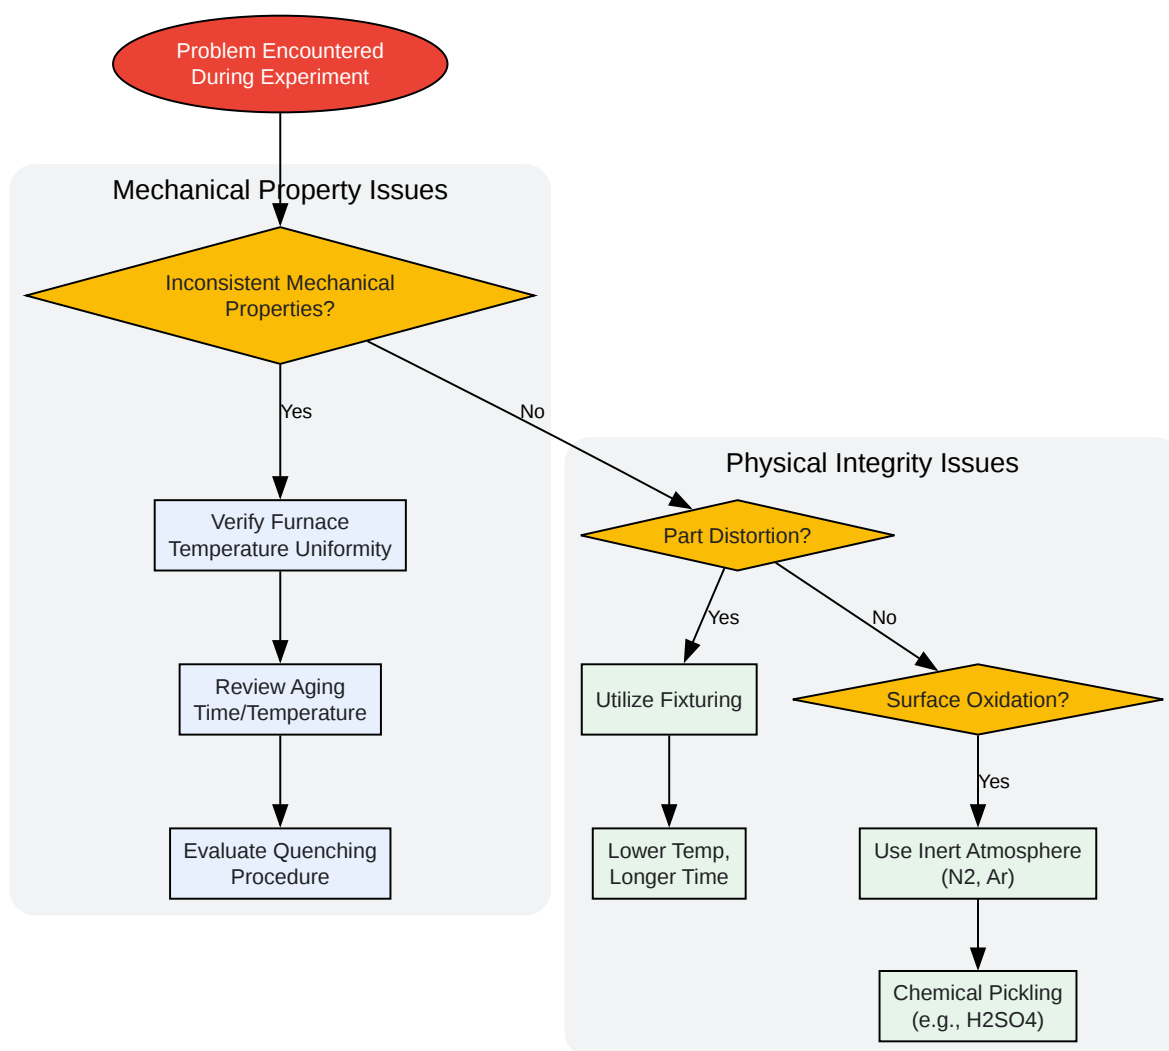 Problem Encountered
During Experiment
Mechanical Property Issues
Inconsistent Mechanical
Properties?
Yes
No
Verify Furnace
Temperature Uniformity
Review Aging
Time/Temperature
Evaluate Quenching
Procedure
Physical Integrity Issues
Part Distortion?
Yes
No
Utilize Fixturing
Lower Temp,
Longer Time
Surface Oxidation?
Yes
Use Inert Atmosphere
(N2, Ar)
Chemical Pickling
(e.g., H2SO4)